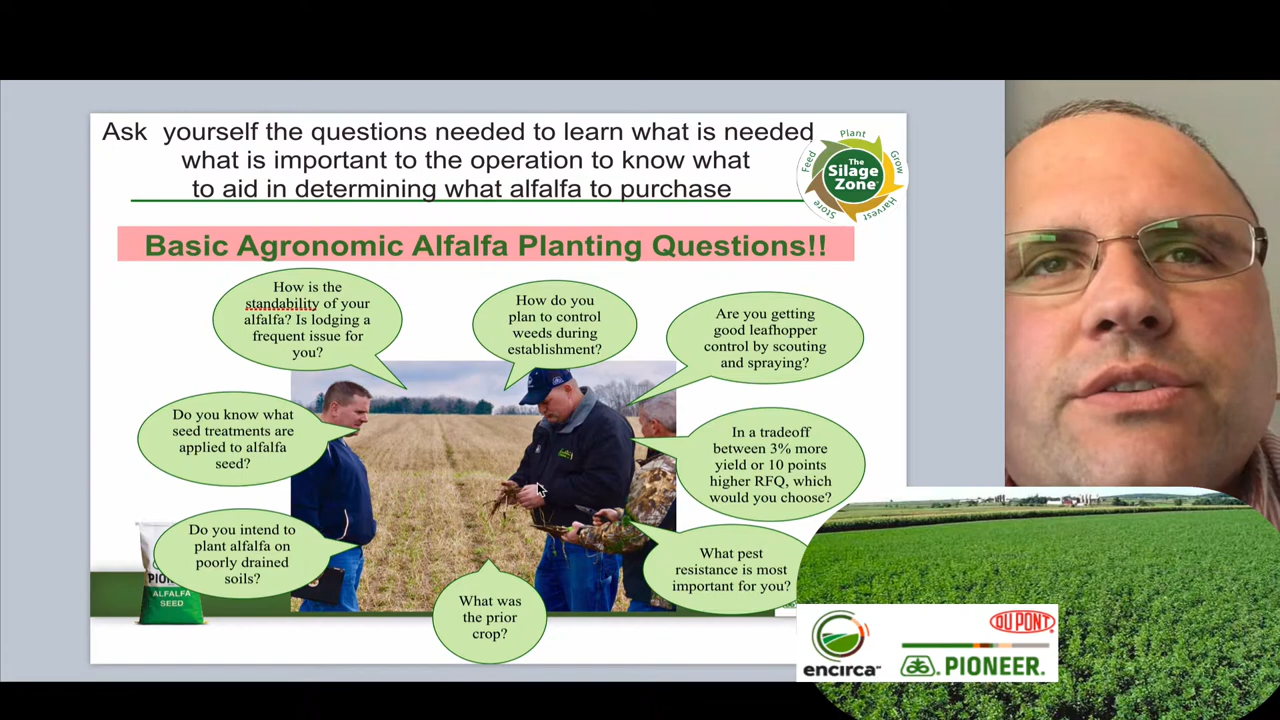 Ask yourself the questions needed to learn what is needed
what is important to the operation to know what
to aid in determining what alfalfa to purchase
Plant
Feed
Grow
The
Silage
Zone
Store
Harvest
Basic Agronomic Alfalfa Planting Questions!!
How is the
standability of your
alfalfa? Is lodging a
frequent issue for
you?
How do you
plan to control
weeds during
establishment?
Are you getting
good leafhopper
control by scouting
and spraying?
Do you know what
seed treatments are
applied to alfalfa
seed?
In a tradeoff
between 3% more
yield or 10 points
higher RFQ, which
would you choose?
Do you intend to
plant alfalfa on
poorly drained
soils?
What pest
resistance is most
important for you?
What was
the prior
crop?
ALFALFA
SEED
encirca
DUPONT
PIONEER.